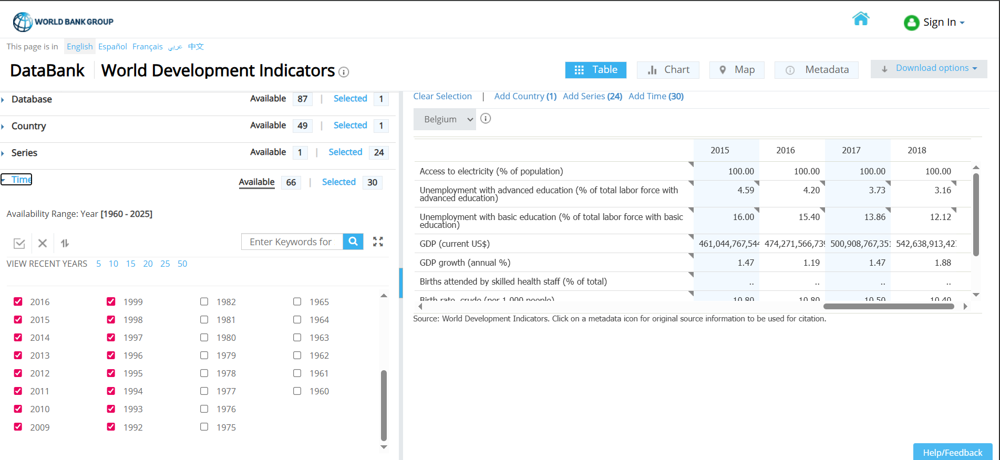 WORLD BANK GROUP
Sign In
This page is in English Español Français عربي 中文
DataBank World Development Indicators
Table Chart Map Metadata Download options
Database Available 87 | Selected 1
Country Available 49 | Selected 1
Series Available 1 | Selected 24
Time Available 66 | Selected 30
Availability Range: Year [1960 - 2025]
Enter Keywords for
VIEW RECENT YEARS 5 10 15 20 25 50
2016 1999 1982 1965
2015 1998 1981 1964
2014 1997 1980 1963
2013 1996 1979 1962
2012 1995 1978 1961
2011 1994 1977 1960
2010 1993 1976
2009 1992 1975
Clear Selection | Add Country (1) Add Series (24) Add Time (30)
Belgium
2015 2016 2017 2018
Access to electricity (% of population) 100.00 100.00 100.00 100.00
Unemployment with advanced education (% of total labor force with 4.59 4.20 3.73 3.16
advanced education)
Unemployment with basic education (% of total labor force with basic 16.00 15.40 13.86 12.12
education)
GDP (current US$) 461,044,767,544 474,271,566,739 500,908,767,351 542,638,913,42
GDP growth (annual %) 1.47 1.19 1.47 1.88
Births attended by skilled health staff (% of total) .. .. .. ..
Birth rate, crude (per 1,000 people) 10.80 10.80 10.50 10.40
Source: World Development Indicators. Click on a metadata icon for original source information to be used for citation.
Help/Feedback